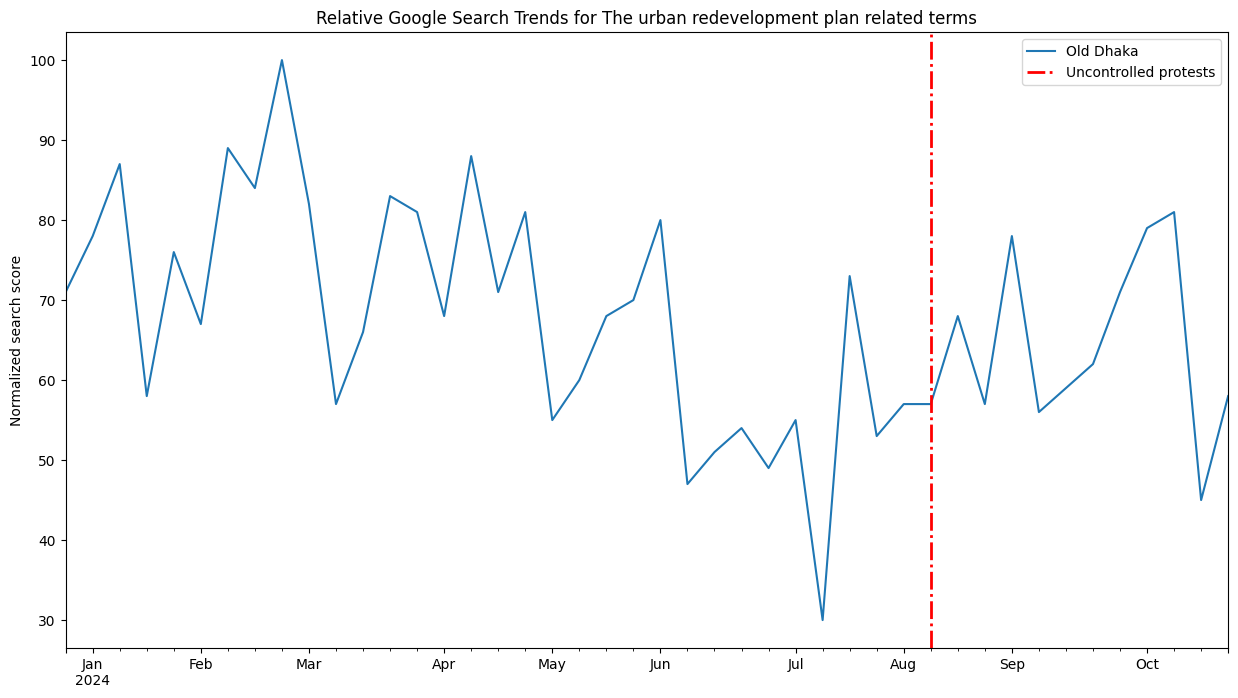 Relative Google Search Trends for The urban redevelopment plan related terms
Old Dhaka
Uncontrolled protests
Normalized search score
100
90
80
70
60
50
40
30
Jan Feb Mar Apr May Jun Jul Aug Sep Oct
2024